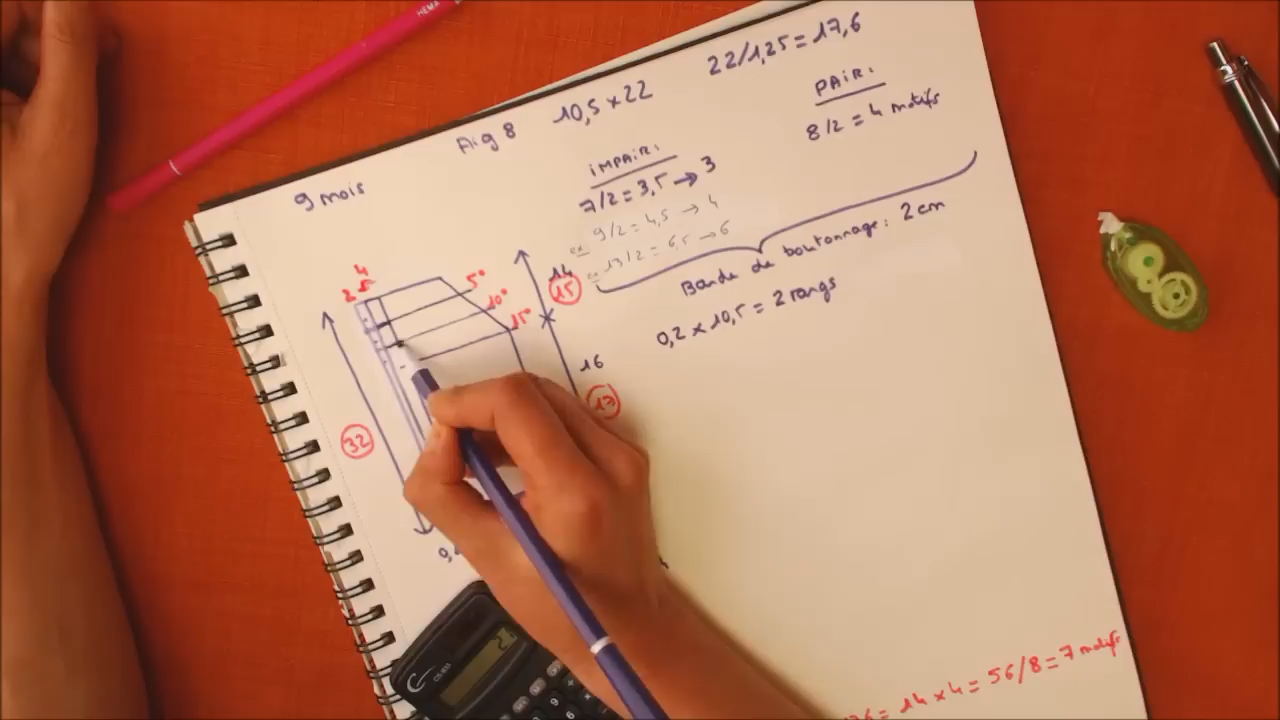 HEMA
22/1,25 = 17,6
10,5 x 22
Aig 8
PAIR:
8/2 = 4 motifs
iMPAiR:
7/2 = 3,5 → 3
ex 9/2 = 4,5 → 4
ex 13/2 = 6,5 → 6
9 mois
Bande de boutonnage: 2 cm
0,2 x 10,5 = 2 rangs
4
2
5°
10°
15°
14
15
16
17
32
14 x 4 = 56/8 = 7 motifs